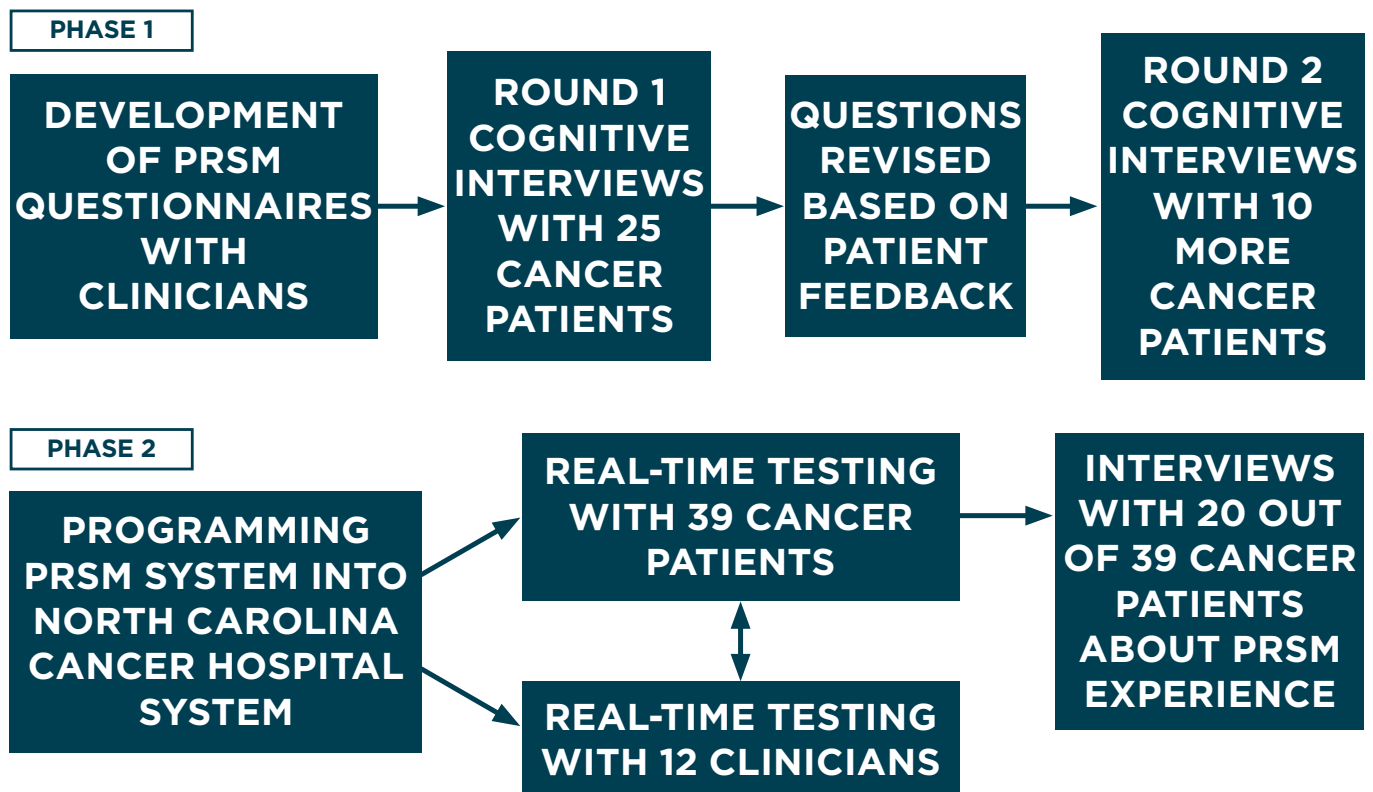 PHASE 1
DEVELOPMENT
OF PRSM
QUESTIONNAIRES
WITH
CLINICIANS
ROUND 1
COGNITIVE
INTERVIEWS
WITH 25
CANCER
PATIENTS
QUESTIONS
REVISED
BASED ON
PATIENT
FEEDBACK
ROUND 2
COGNITIVE
INTERVIEWS
WITH 10
MORE
CANCER
PATIENTS
PHASE 2
PROGRAMMING
PRSM SYSTEM INTO
NORTH CAROLINA
CANCER HOSPITAL
SYSTEM
REAL-TIME TESTING
WITH 39 CANCER
PATIENTS
REAL-TIME TESTING
WITH 12 CLINICIANS
INTERVIEWS
WITH 20 OUT
OF 39 CANCER
PATIENTS
ABOUT PRSM
EXPERIENCE